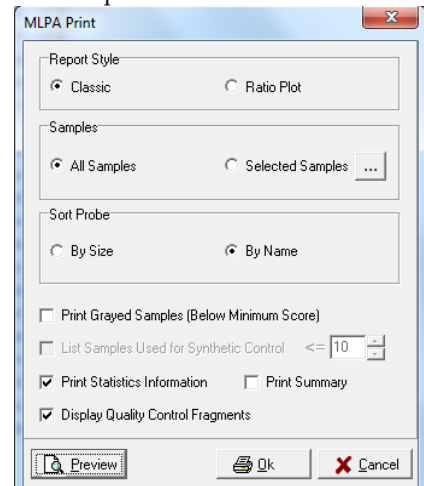 MLPA Print
Report Style
Classic Ratio Plot
Samples
All Samples Selected Samples ...
Sort Probe
By Size By Name
Print Grayed Samples (Below Minimum Score)
List Samples Used for Synthetic Control <= 10
Print Statistics Information Print Summary
Display Quality Control Fragments
Preview Ok Cancel